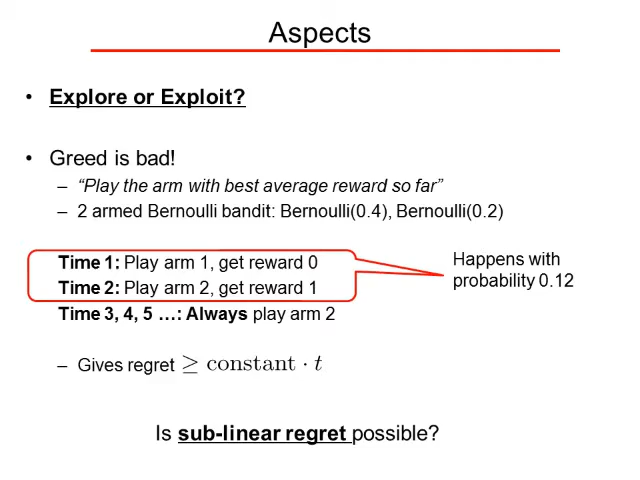 Aspects
• Explore or Exploit?
• Greed is bad!
– “Play the arm with best average reward so far”
– 2 armed Bernoulli bandit: Bernoulli(0.4), Bernoulli(0.2)
Time 1: Play arm 1, get reward 0
Time 2: Play arm 2, get reward 1
Time 3, 4, 5 …: Always play arm 2
Happens with
probability 0.12
– Gives regret ≥ constant · t
Is sub-linear regret possible?